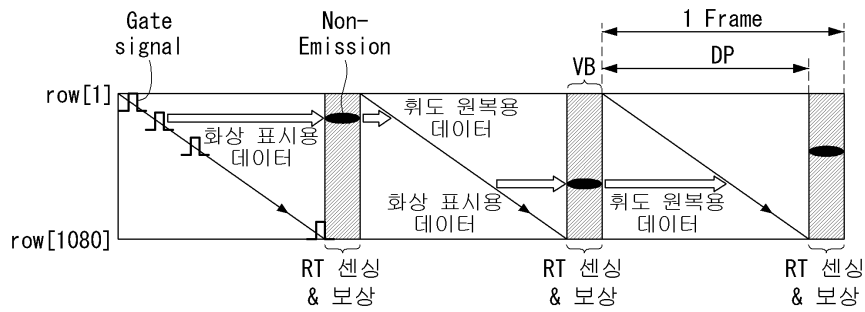 Gate
signal
Non-
Emission
1 Frame
DP
VB
row[1]
화상 표시용
데이터
휘도 원복용
데이터
화상 표시용
데이터
휘도 원복용
데이터
row[1080]
RT 센싱
& 보상
RT 센싱
& 보상
RT 센싱
& 보상